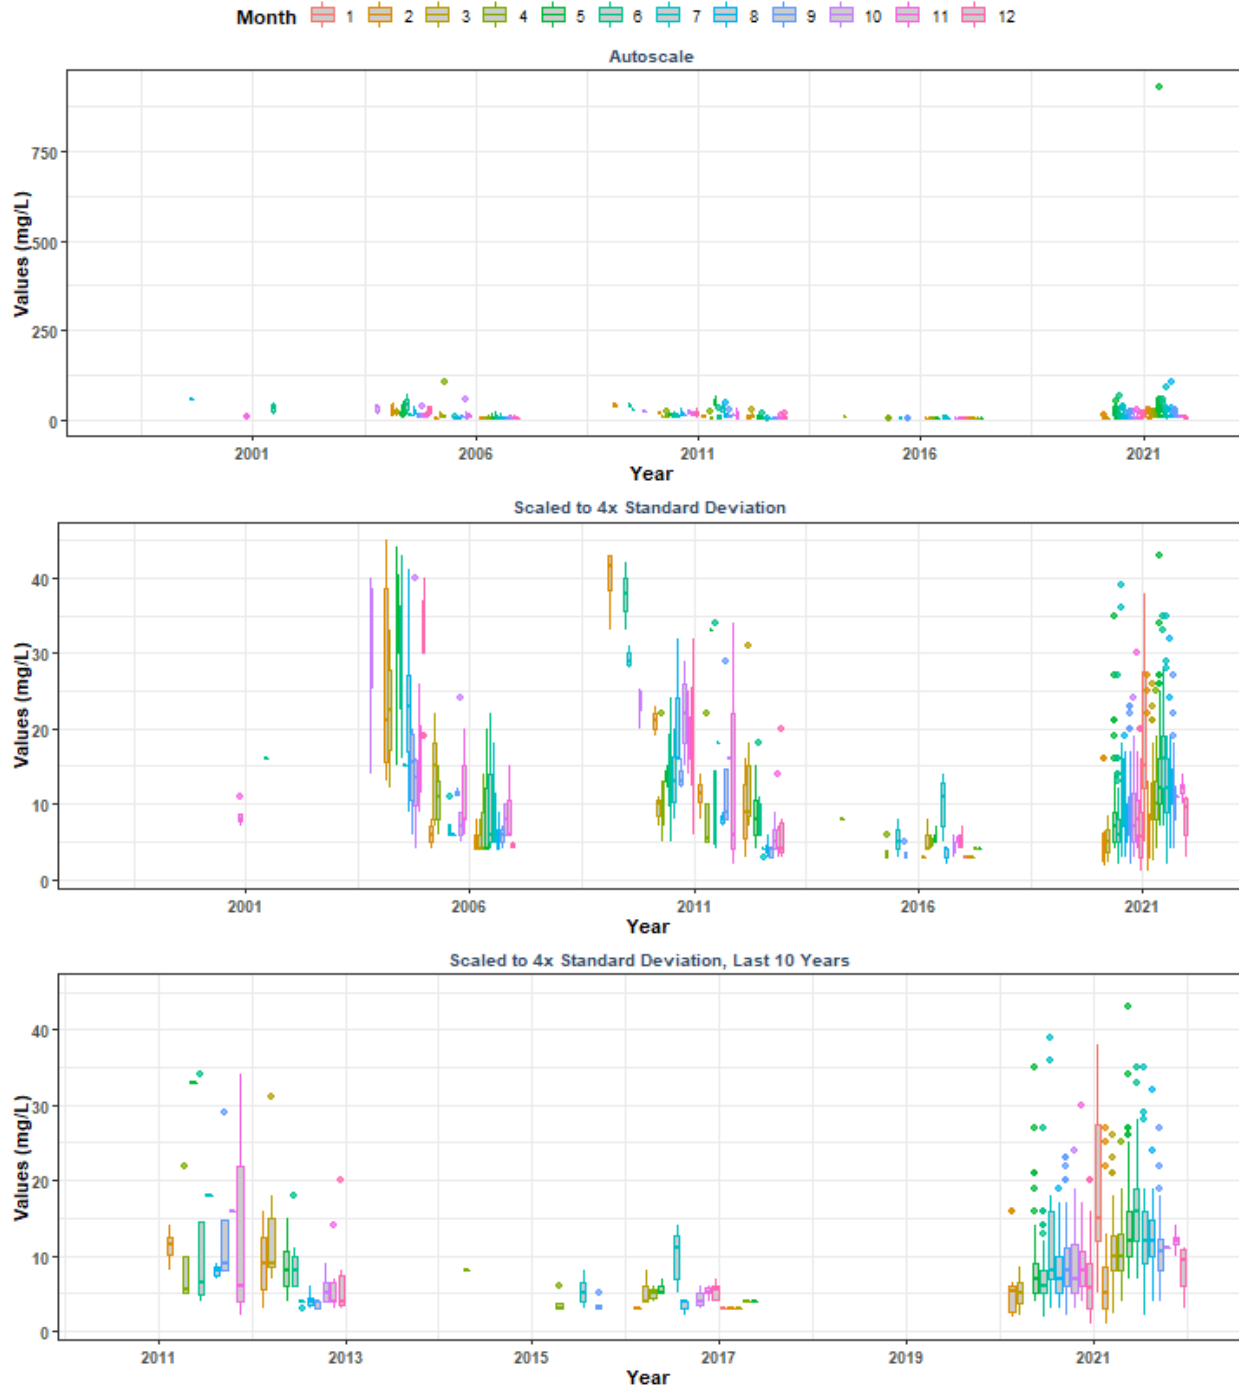 Month 1 2 3 4 5 6 7 8 9 10 11 12
Autoscale
Values (mg/L)
750
500
250
0
2001 2006 2011 2016 2021
Year
Scaled to 4x Standard Deviation
Values (mg/L)
40
30
20
10
0
2001 2006 2011 2016 2021
Year
Scaled to 4x Standard Deviation, Last 10 Years
Values (mg/L)
40
30
20
10
0
2011 2013 2015 2017 2019 2021
Year